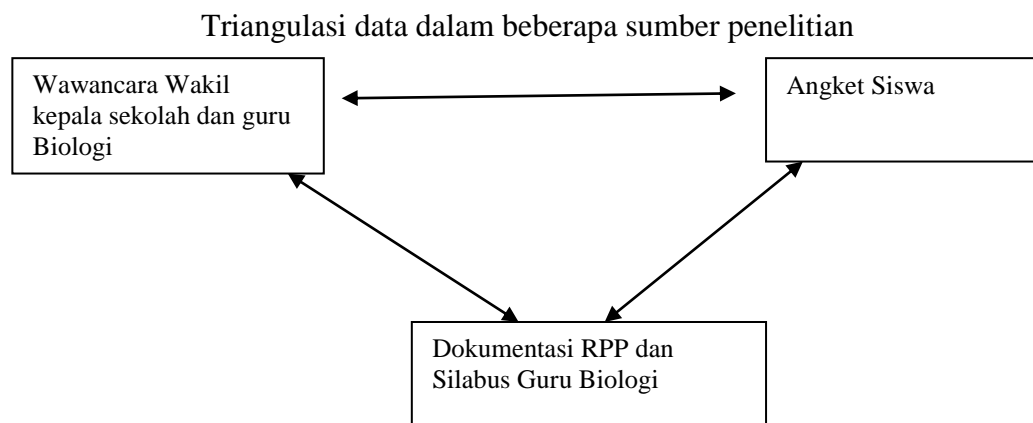 Triangulasi data dalam beberapa sumber penelitian
Wawancara Wakil
kepala sekolah dan guru
Biologi
Angket Siswa
Dokumentasi RPP dan
Silabus Guru Biologi